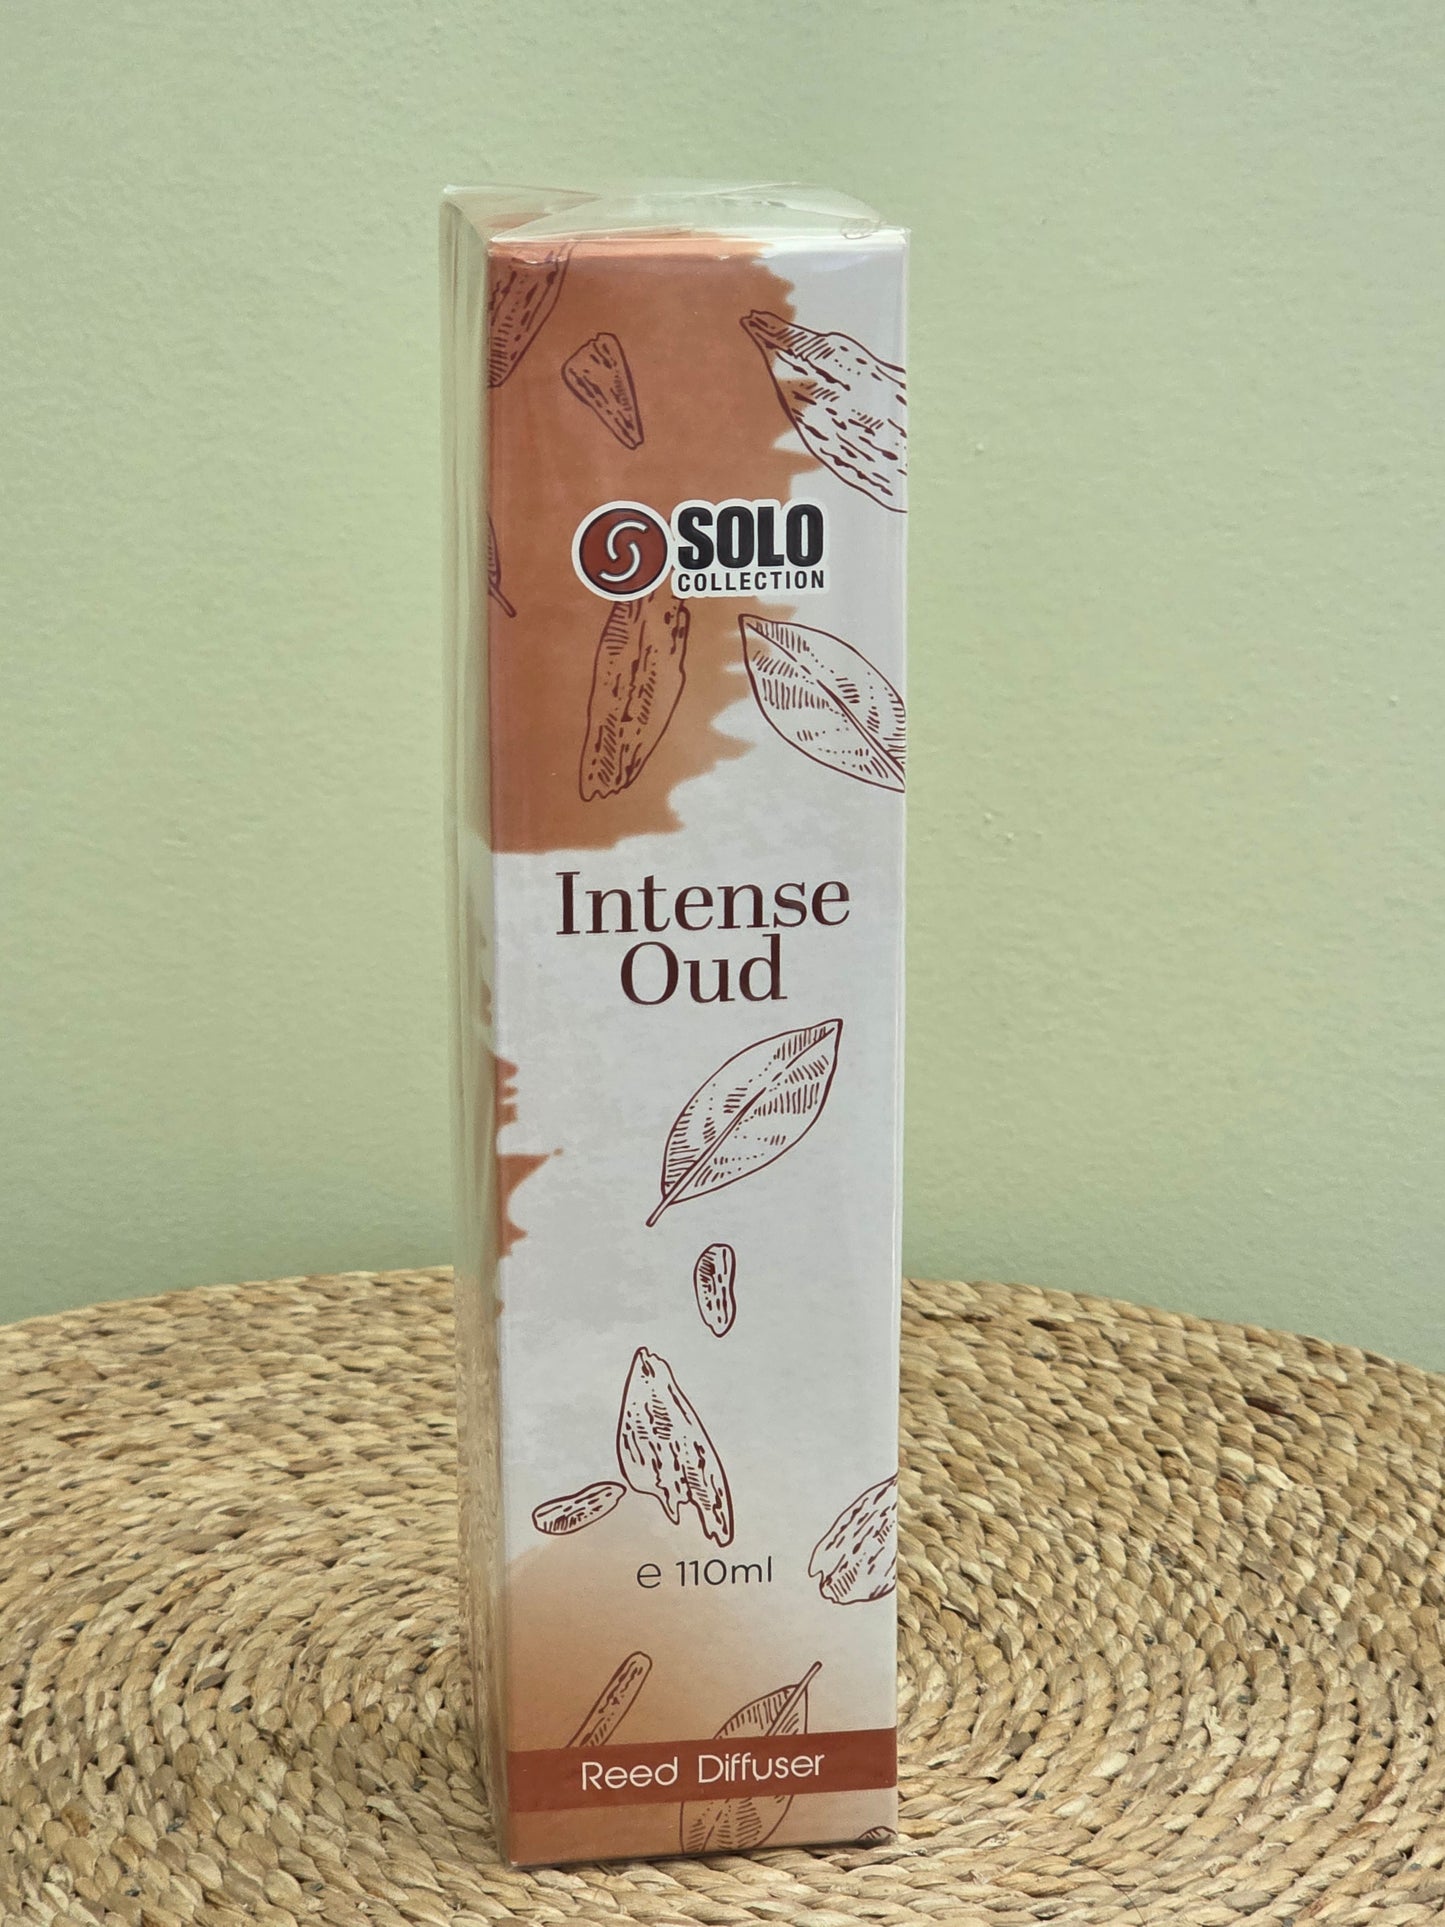 SOLO
COLLECTION
Intense
Oud
e 110ml
Reed Diffuser